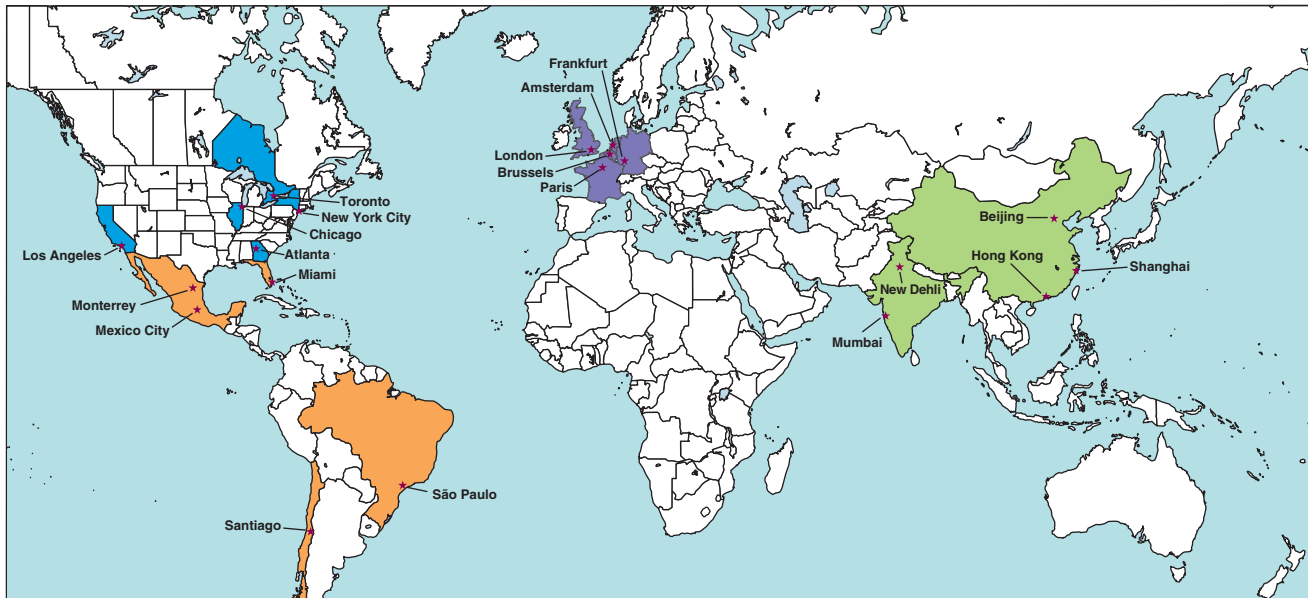 Frankfurt
Amsterdam
London
Brussels
Paris
Toronto
New York City
Chicago
Los Angeles
Atlanta
Miami
Monterrey
Mexico City
Beijing
Hong Kong
Shanghai
New Dehli
Mumbai
São Paulo
Santiago